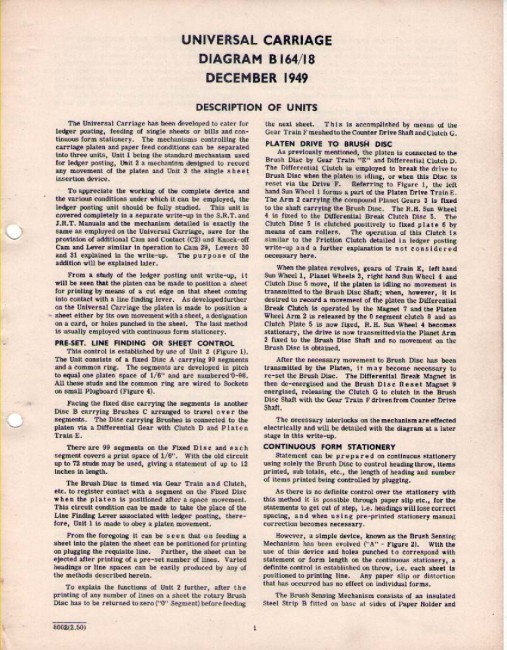 UNIVERSAL CARRIAGE
DIAGRAM B164/18
DECEMBER 1949
DESCRIPTION OF UNITS
The Universal Carriage has been developed to cater for
ledger posting, feeding of single sheets or bills and con-
tinuous form stationery. The mechanisms controlling the
carriage platen and paper feed conditions can be separated
into three units, Unit 1 being the standard mechanism used
for ledger posting, Unit 2 a mechanism designed to record
any movement of the platen and Unit 3 the single sheet
insertion device.
To appreciate the working of the complete device and
the various conditions under which it can be employed, the
ledger posting unit should be fully studied. This unit is
covered completely in a separate write-up in the S.R.T. and
J.R.T. Manuals and the mechanism detailed is exactly the
same as employed on the Universal Carriage, save for the
provision of additional Cam and Contact (C2) and Knock-off
Cam and Lever similar in operation to Cam 29, Levers 30
and 31 explained in the write-up. The purpose of the
addition will be explained later.
From a study of the ledger posting unit write-up, it
will be seen that the platen can be made to position a sheet
for printing by means of a cut edge on that sheet coming
into contact with a line finding lever. As developed further
on the Universal Carriage the platen is made to position a
sheet either by its own movement with a sheet, a designation
on a card, or holes punched in the sheet. The last method
is usually employed with continuous form stationery.
PRE-SET, LINE FINDING OR SHEET CONTROL
This control is established by use of Unit 2 (Figure 1).
The Unit consists of a fixed Disc A carrying 99 segments
and a common ring. The segments are developed in pitch
to equal one platen space of 1/6" and are numbered 0-98.
All these studs and the common ring are wired to Sockets
on small Plugboard (Figure 4).
Facing the fixed disc carrying the segments is another
Disc B carrying Brushes C arranged to travel over the
segments. The Disc carrying Brushes is connected to the
platen via a Differential Gear with Clutch D and Platen
Train E.
There are 99 segments on the Fixed Disc and each
segment covers a print space of 1/6". With the old circuit
up to 72 studs may be used, giving a statement of up to 12
inches in length.
The Brush Disc is timed via Gear Train and Clutch,
etc. to register contact with a segment on the Fixed Disc
when the platen is positioned after a space movement.
This circuit condition can be made to take the place of the
Line Finding Lever associated with ledger posting, there-
fore, Unit 1 is made to obey a platen movement.
From the foregoing it can be seen that on feeding a
sheet into the platen the sheet can be positioned for printing
on plugging the requisite line. Further, the sheet can be
ejected after printing of a pre-set number of lines. Varied
headings or line spaces can be easily produced by any of
the methods described herein.
To explain the functions of Unit 2 further, after the
printing of any number of lines on a sheet the rotary Brush
Disc has to be returned to zero ("0" Segment) before feeding
6002(2.50)
the next sheet. This is accomplished by means of the
Gear Train F meshed to the Counter Drive Shaft and Clutch G.
PLATEN DRIVE TO BRUSH DISC
As previously mentioned, the platen is connected to the
Brush Disc by Gear Train "E" and Differential Clutch D.
The Differential Clutch is employed to break the drive to
Brush Disc when the platen is idling, or when this Disc is
reset via the Drive F. Referring to Figure 1, the left
hand Sun Wheel 1 forms a part of the Platen Drive Train E.
The Arm 2 carrying the compound Planet Gears 3 is fixed
to the shaft carrying the Brush Disc. The R.H. Sun Wheel
4 is fixed to the Differential Break Clutch Disc 5. The
Clutch Disc 5 is clutched positively to fixed plate 6 by
means of cam rollers. The operation of this Clutch is
similar to the Friction Clutch detailed in ledger posting
write-up and a further explanation is not considered
necessary here.
When the platen revolves, gears of Train E, left hand
Sun Wheel 1, Planet Wheels 3, right hand Sun Wheel 4 and
Clutch Disc 5 move, if the platen is idling no movement is
transmitted to the Brush Disc Shaft; when, however, it is
desired to record a movement of the platen the Differential
Break Clutch is operated by the Magnet 7 and the Platen
Wheel Arm 2 is released by the 0 segment clutch 8 and as
Clutch Plate 5 is now fixed, R.H. Sun Wheel 4 becomes
stationary, the drive is now transmitted via the Planet Arm
2 fixed to the Brush Disc Shaft and no movement on the
Brush Disc is obtained.
After the necessary movement to Brush Disc has been
transmitted by the Platen, it may become necessary to
re-set the Brush Disc. The Differential Break Magnet is
then de-energised and the Brush Disc Reset Magnet 9
energised, releasing the Clutch G to clutch in the Brush
Disc Shaft with the Gear Train F driven from Counter Drive
Shaft.
The necessary interlocks on the mechanism are effected
electrically and will be detailed with the diagram at a later
stage in this write-up.
CONTINUOUS FORM STATIONERY
Statement can be prepared on continuous stationery
using solely the Brush Disc to control heading throw, items
printed, sub totals, etc., the length of heading and number
of items printed being controlled by plugging.
As there is no definite control over the stationery with
this method it is possible through paper slip etc., for the
statements to get out of step, i.e. headings will lose correct
spacing, and when using pre-printed stationery manual
correction becomes necessary.
However, a simple device, known as the Brush Sensing
Mechanism has been evolved ("A" - Figure 2). With the
use of this device and holes punched to correspond with
statement or form length on the continuous stationery, a
definite control is established on throw, i.e. each sheet is
positioned to printing line. Any paper slip or distortion
that has occurred has no effect on individual forms.
The Brush Sensing Mechanism consists of an insulated
Steel Strip B fitted on base at sides of Paper Holder and
1